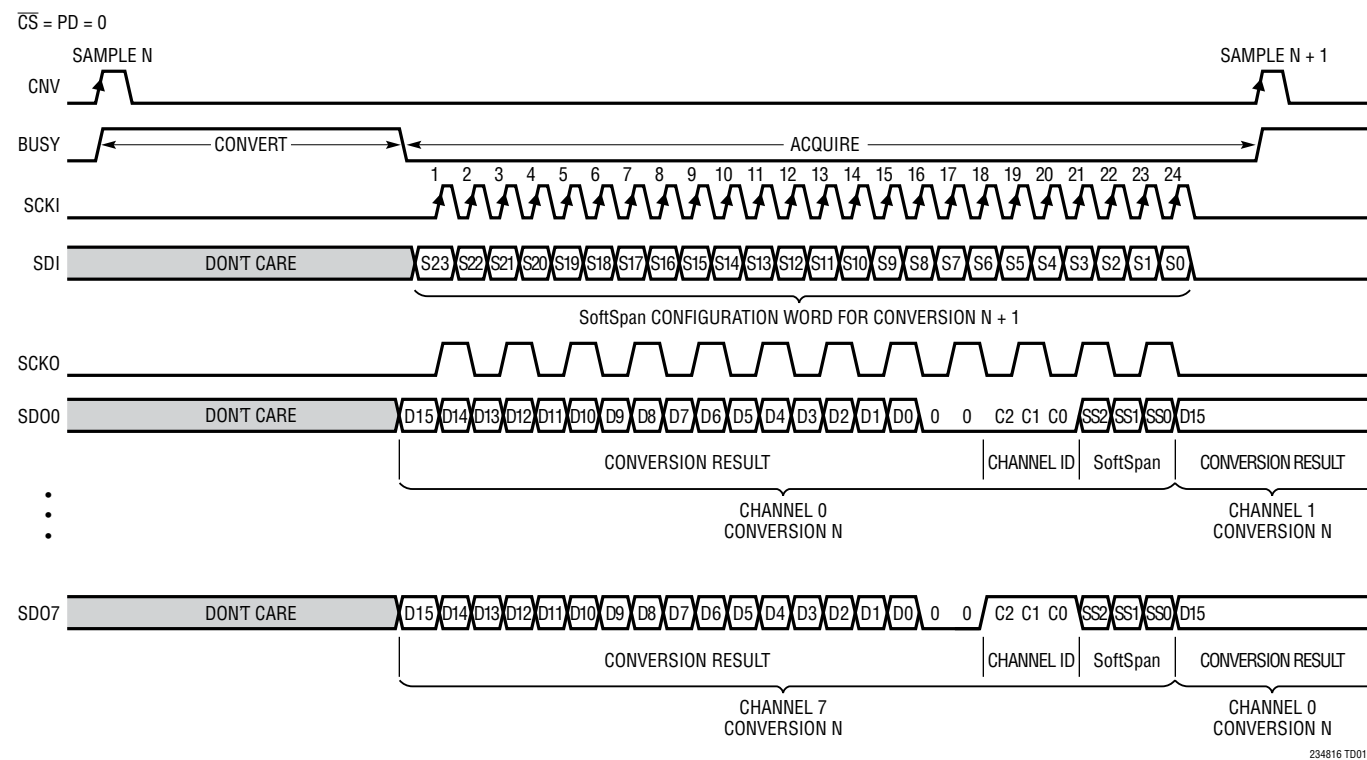 CS = PD = 0
SAMPLE N SAMPLE N + 1
CNV
BUSY CONVERT ACQUIRE
1 2 3 4 5 6 7 8 9 10 11 12 13 14 15 16 17 18 19 20 21 22 23 24
SCKI
SDI DON'T CARE S23 S22 S21 S20 S19 S18 S17 S16 S15 S14 S13 S12 S11 S10 S9 S8 S7 S6 S5 S4 S3 S2 S1 S0
SoftSpan CONFIGURATION WORD FOR CONVERSION N + 1
SCKO
SDO0 DON'T CARE D15 D14 D13 D12 D11 D10 D9 D8 D7 D6 D5 D4 D3 D2 D1 D0 0 0 C2 C1 C0 SS2 SS1 SS0 D15
CONVERSION RESULT CHANNEL ID SoftSpan CONVERSION RESULT
CHANNEL 0 CHANNEL 1
CONVERSION N CONVERSION N
SDO7 DON'T CARE D15 D14 D13 D12 D11 D10 D9 D8 D7 D6 D5 D4 D3 D2 D1 D0 0 0 C2 C1 C0 SS2 SS1 SS0 D15
CONVERSION RESULT CHANNEL ID SoftSpan CONVERSION RESULT
CHANNEL 7 CHANNEL 0
CONVERSION N CONVERSION N
234816 TD01